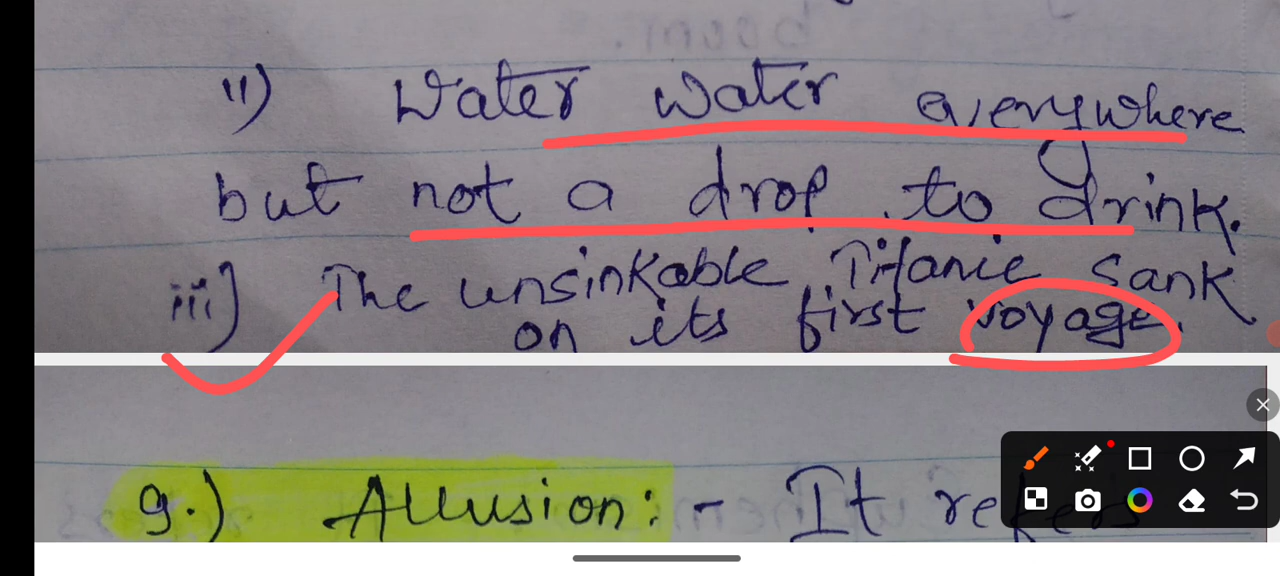 ii) Water water everywhere
but not a drop to drink.
iii] The unsinkable Titanic sank
on its first voyage.
9.) Allusion:- It refers